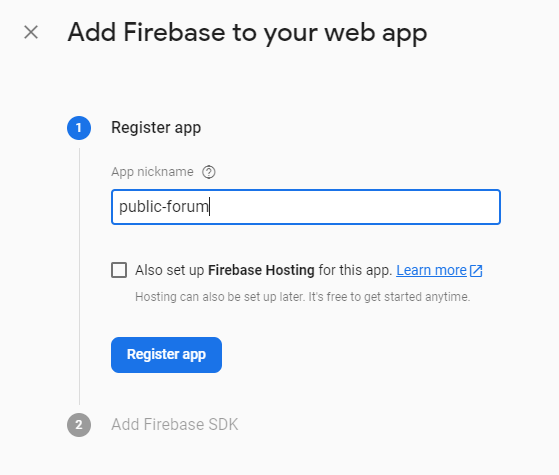 Add Firebase to your web app
1 Register app
App nickname ?
public-forum
Also set up Firebase Hosting for this app. Learn more
Hosting can also be set up later. It's free to get started anytime.
Register app
2 Add Firebase SDK